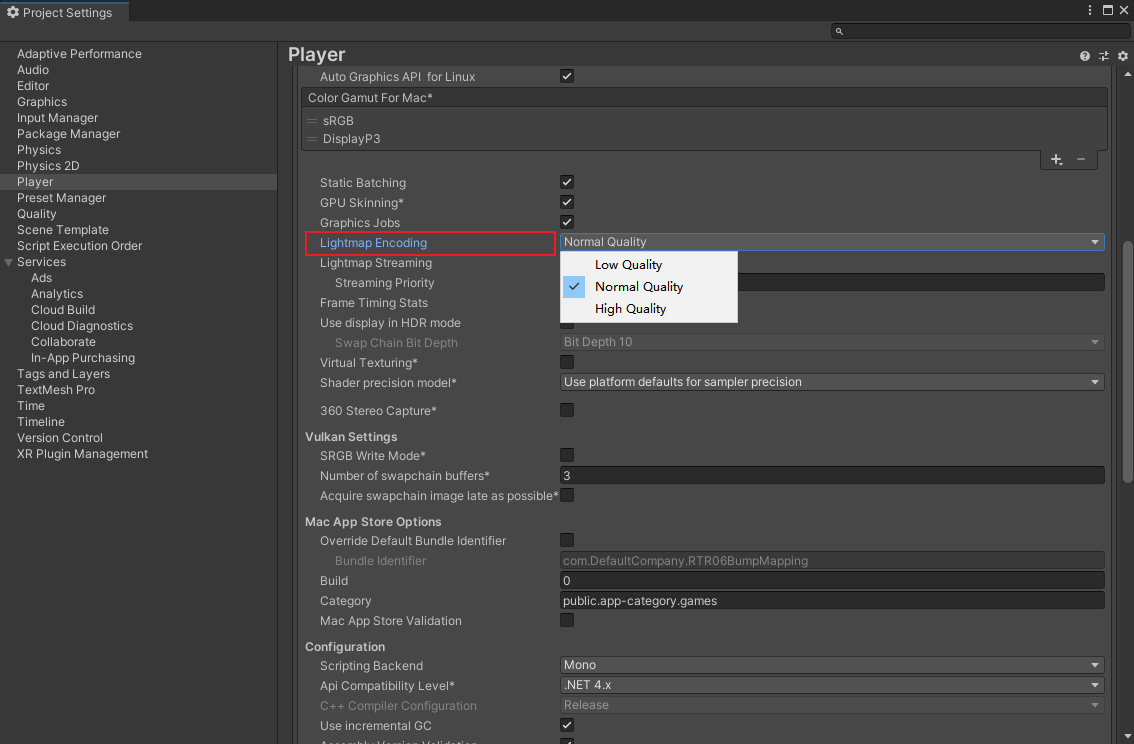 Project Settings
Adaptive Performance
Audio
Editor
Graphics
Input Manager
Package Manager
Physics
Physics 2D
Player
Preset Manager
Quality
Scene Template
Script Execution Order
Services
Ads
Analytics
Cloud Build
Cloud Diagnostics
Collaborate
In-App Purchasing
Tags and Layers
TextMesh Pro
Time
Timeline
Version Control
XR Plugin Management
Player
Auto Graphics API for Linux
Color Gamut For Mac*
sRGB
DisplayP3
Static Batching
GPU Skinning*
Graphics Jobs
Lightmap Encoding Normal Quality
Low Quality
Normal Quality
High Quality
Lightmap Streaming
Streaming Priority
Frame Timing Stats
Use display in HDR mode
Swap Chain Bit Depth Bit Depth 10
Virtual Texturing*
Shader precision model* Use platform defaults for sampler precision
360 Stereo Capture*
Vulkan Settings
SRGB Write Mode*
Number of swapchain buffers* 3
Acquire swapchain image late as possible*
Mac App Store Options
Override Default Bundle Identifier
Bundle Identifier com.DefaultCompany.RTR06BumpMapping
Build 0
Category public.app-category.games
Mac App Store Validation
Configuration
Scripting Backend Mono
Api Compatibility Level* .NET 4.x
C++ Compiler Configuration Release
Use incremental GC
Assembly Version Validation